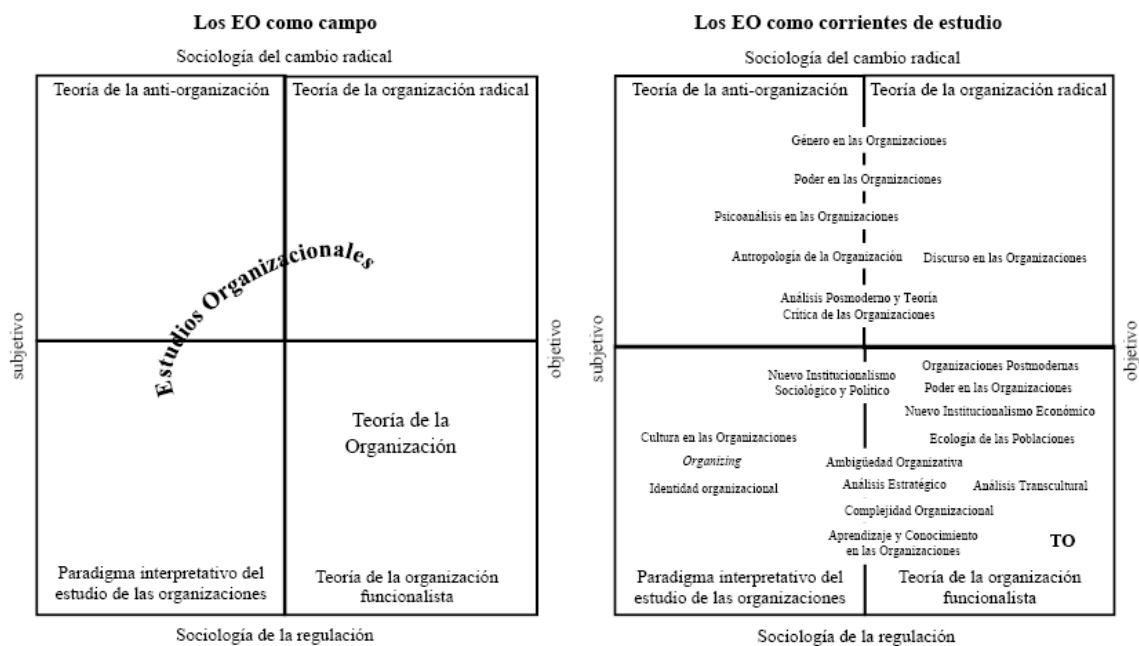 Los EO como campo
Sociología del cambio radical
Teoría de la anti-organización
Teoría de la organización radical
Estudios Organizacionales
subjetivo
objetivo
Teoría de la
Organización
Paradigma interpretativo del
estudio de las organizaciones
Teoría de la organización
funcionalista
Sociología de la regulación
Los EO como corrientes de estudio
Sociología del cambio radical
Teoría de la anti-organización
Teoría de la organización radical
Género en las Organizaciones
Poder en las Organizaciones
Psicoanálisis en las Organizaciones
Antropología de la Organización
Discurso en las Organizaciones
Análisis Posmoderno y Teoría
Crítica de las Organizaciones
subjetivo
objetivo
Nuevo Institucionalismo
Sociológico y Político
Organizaciones Postmodernas
Poder en las Organizaciones
Nuevo Institucionalismo Económico
Cultura en las Organizaciones
Ecología de las Poblaciones
Organizing
Ambigüedad Organizativa
Identidad organizacional
Análisis Estratégico
Análisis Transcultural
Complejidad Organizacional
Aprendizaje y Conocimiento
en las Organizaciones
TO
Paradigma interpretativo del
estudio de las organizaciones
Teoría de la organización
funcionalista
Sociología de la regulación